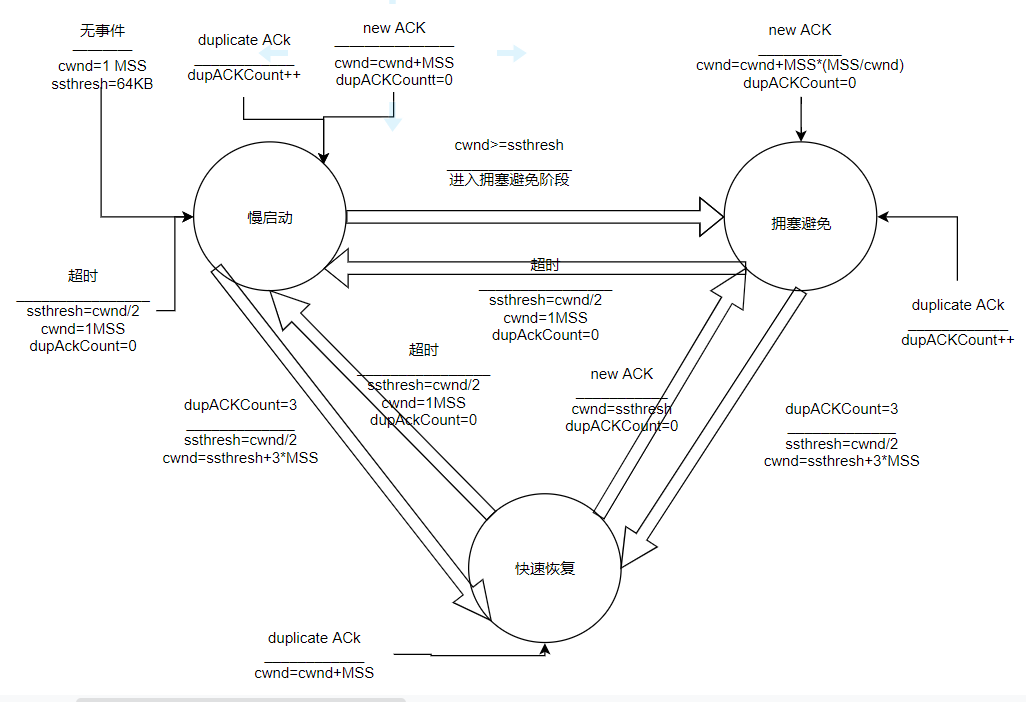 无事件
cwnd=1 MSS
ssthresh=64KB
duplicate ACk
dupACKCount++
new ACK
cwnd=cwnd+MSS
dupACKCountt=0
new ACK
cwnd=cwnd+MSS*(MSS/cwnd)
dupACKCount=0
cwnd>=ssthresh
进入拥塞避免阶段
慢启动
拥塞避免
超时
ssthresh=cwnd/2
cwnd=1MSS
dupAckCount=0
超时
ssthresh=cwnd/2
cwnd=1MSS
dupAckCount=0
duplicate ACk
dupACKCount++
超时
ssthresh=cwnd/2
cwnd=1MSS
dupAckCount=0
new ACK
cwnd=ssthresh
dupACKCount=0
dupACKCount=3
ssthresh=cwnd/2
cwnd=ssthresh+3*MSS
dupACKCount=3
ssthresh=cwnd/2
cwnd=ssthresh+3*MSS
快速恢复
duplicate ACk
cwnd=cwnd+MSS